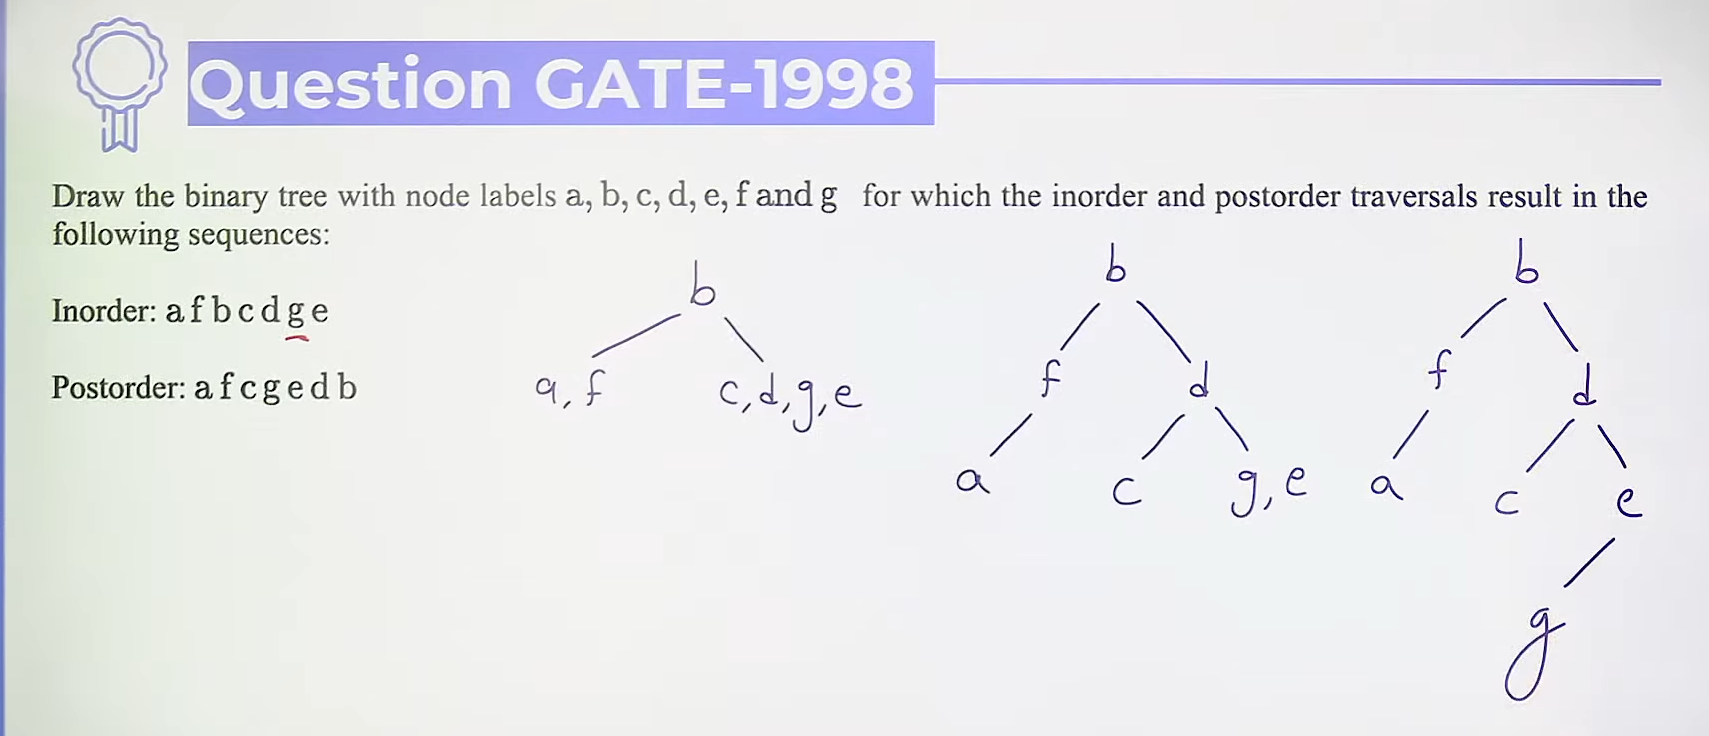 Question GATE-1998
Draw the binary tree with node labels a, b, c, d, e, f and g for which the inorder and postorder traversals result in the
following sequences:
Inorder: a f b c d g e
Postorder: a f c g e d b
b
a, f c, d, g, e
b
f d
a c g, e
b
f d
a c e
g